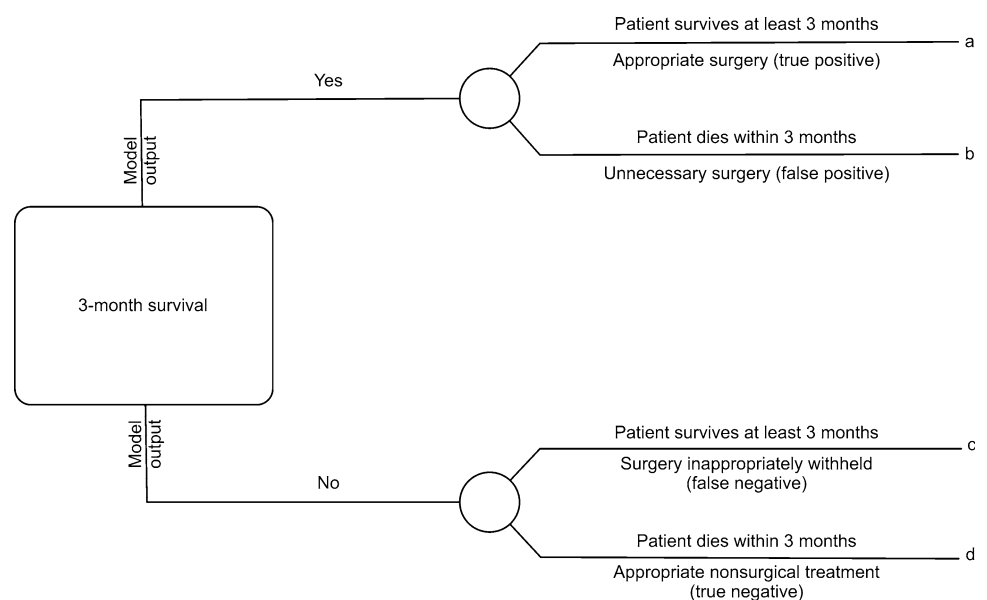 Patient survives at least 3 months
a
Appropriate surgery (true positive)
Yes
Patient dies within 3 months
b
Unnecessary surgery (false positive)
Model
output
3-month survival
Model
output
Patient survives at least 3 months
c
Surgery inappropriately withheld
(false negative)
No
Patient dies within 3 months
d
Appropriate nonsurgical treatment
(true negative)